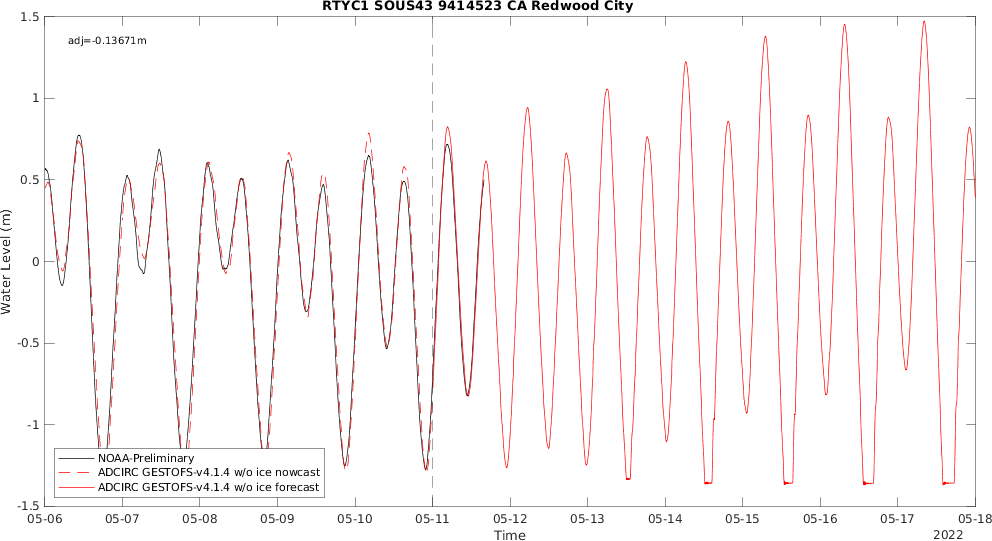 RTYC1 SOUS43 9414523 CA Redwood City
adj=-0.13671m
1.5
1
0.5
0
-0.5
-1
-1.5
Water Level (m)
NOAA-Preliminary
ADCIRC GESTOFS-v4.1.4 w/o ice nowcast
ADCIRC GESTOFS-v4.1.4 w/o ice forecast
05-06 05-07 05-08 05-09 05-10 05-11 05-12 05-13 05-14 05-15 05-16 05-17 05-18
Time
2022